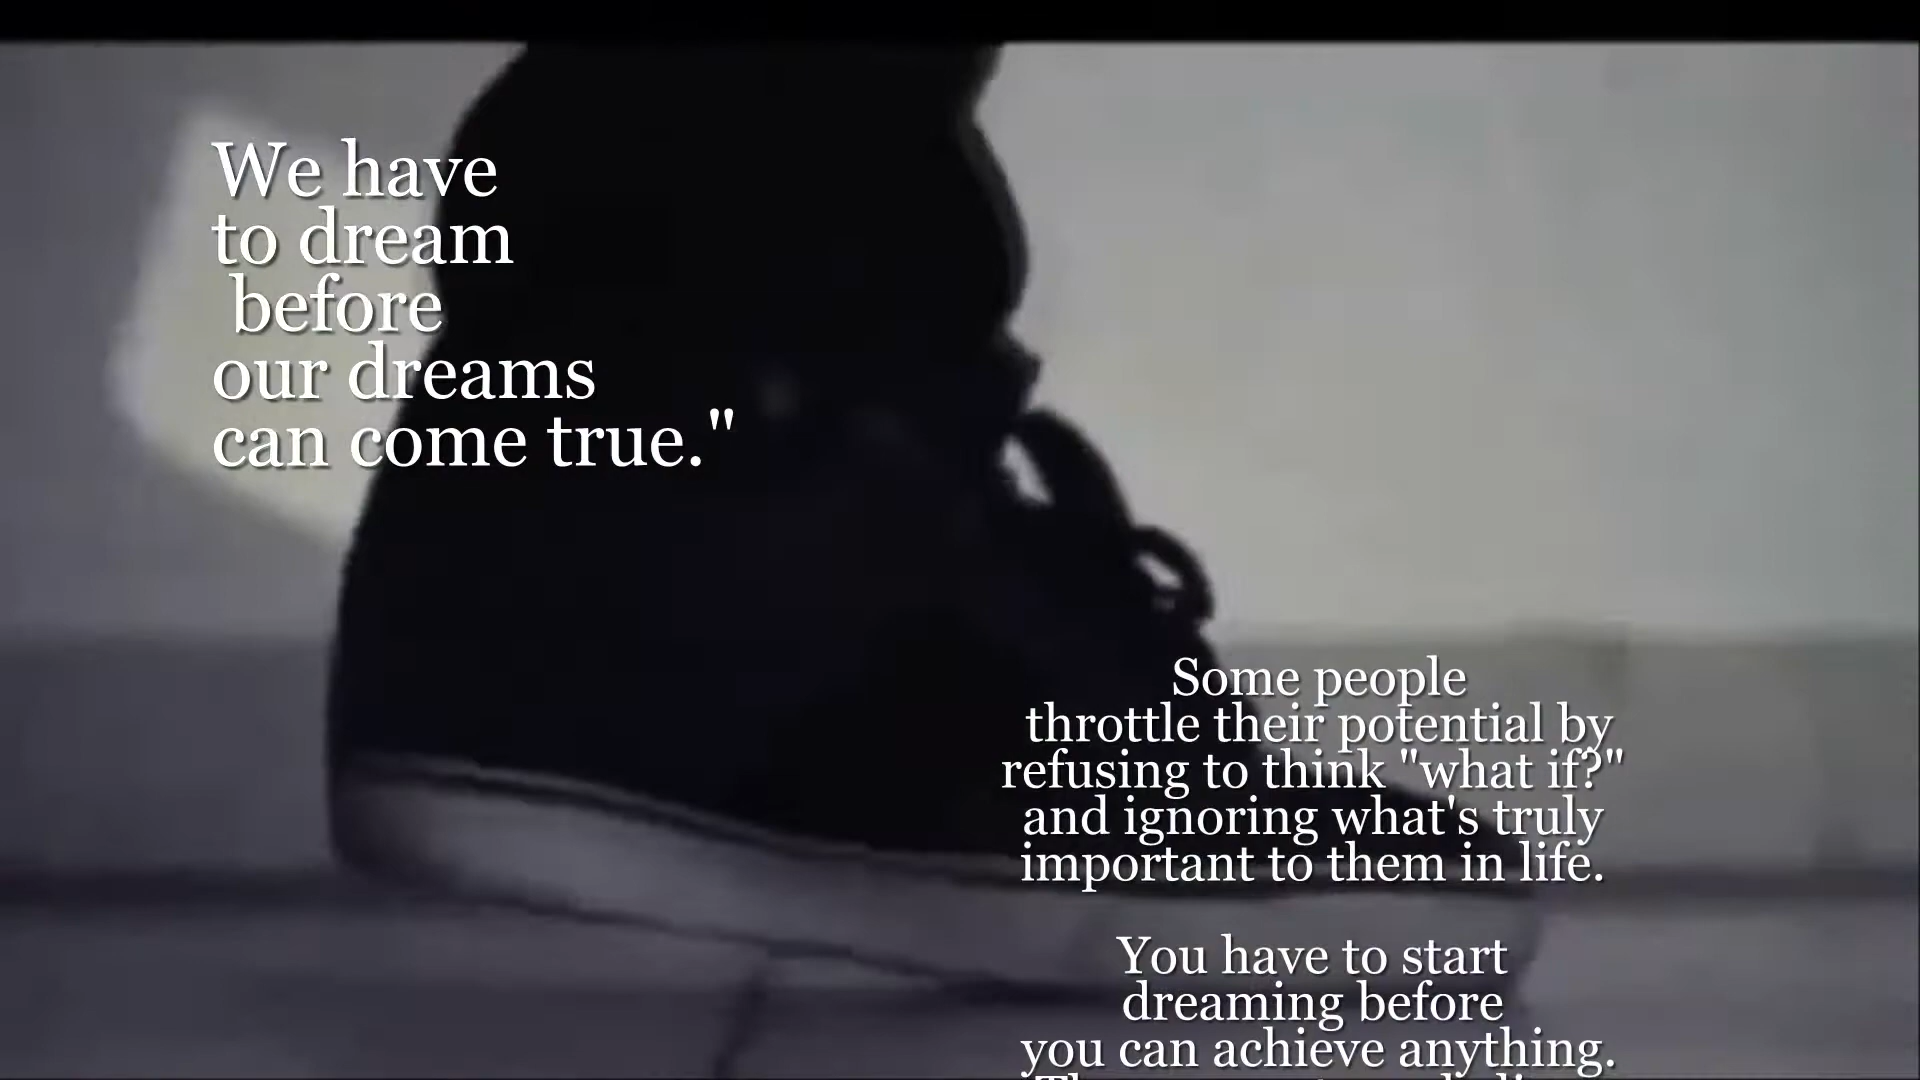 We have
to dream
before
our dreams
can come true."
Some people
throttle their potential by
refusing to think "what if?"
and ignoring what's truly
important to them in life.
You have to start
dreaming before
you can achieve anything.